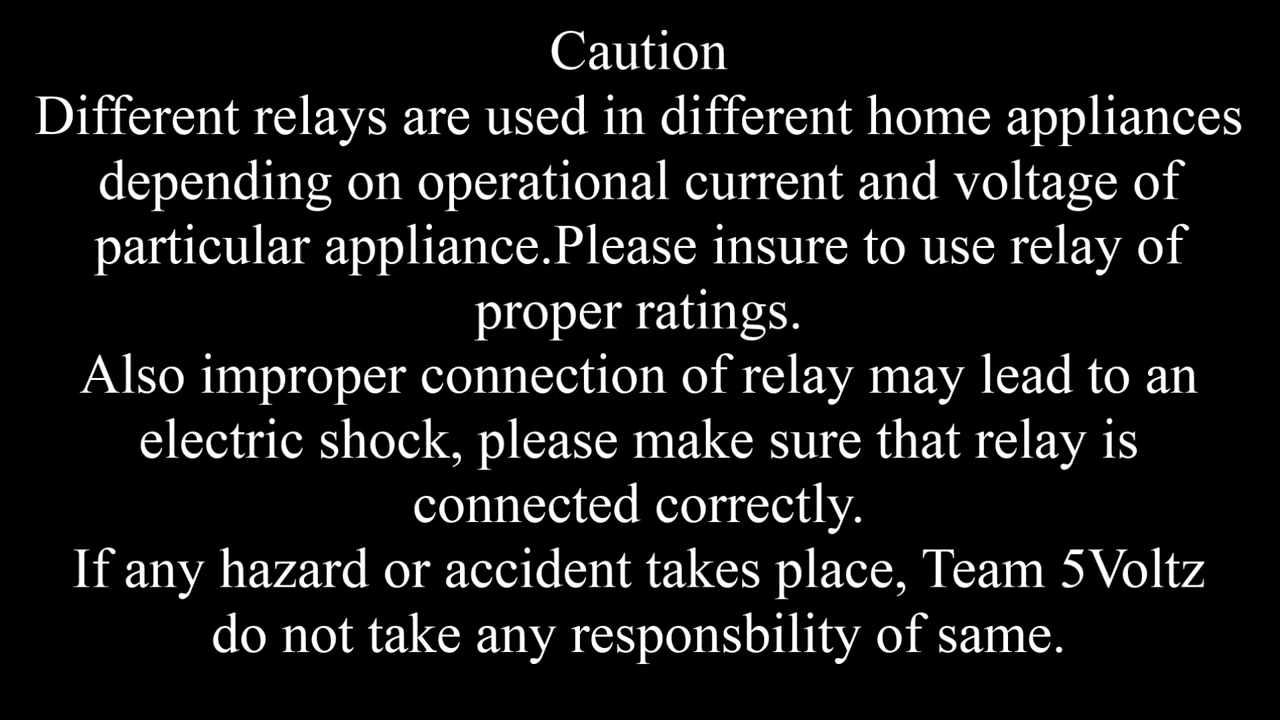 Caution
Different relays are used in different home appliances
depending on operational current and voltage of
particular appliance.Please insure to use relay of
proper ratings.
Also improper connection of relay may lead to an
electric shock, please make sure that relay is
connected correctly.
If any hazard or accident takes place, Team 5Voltz
do not take any responsbility of same.